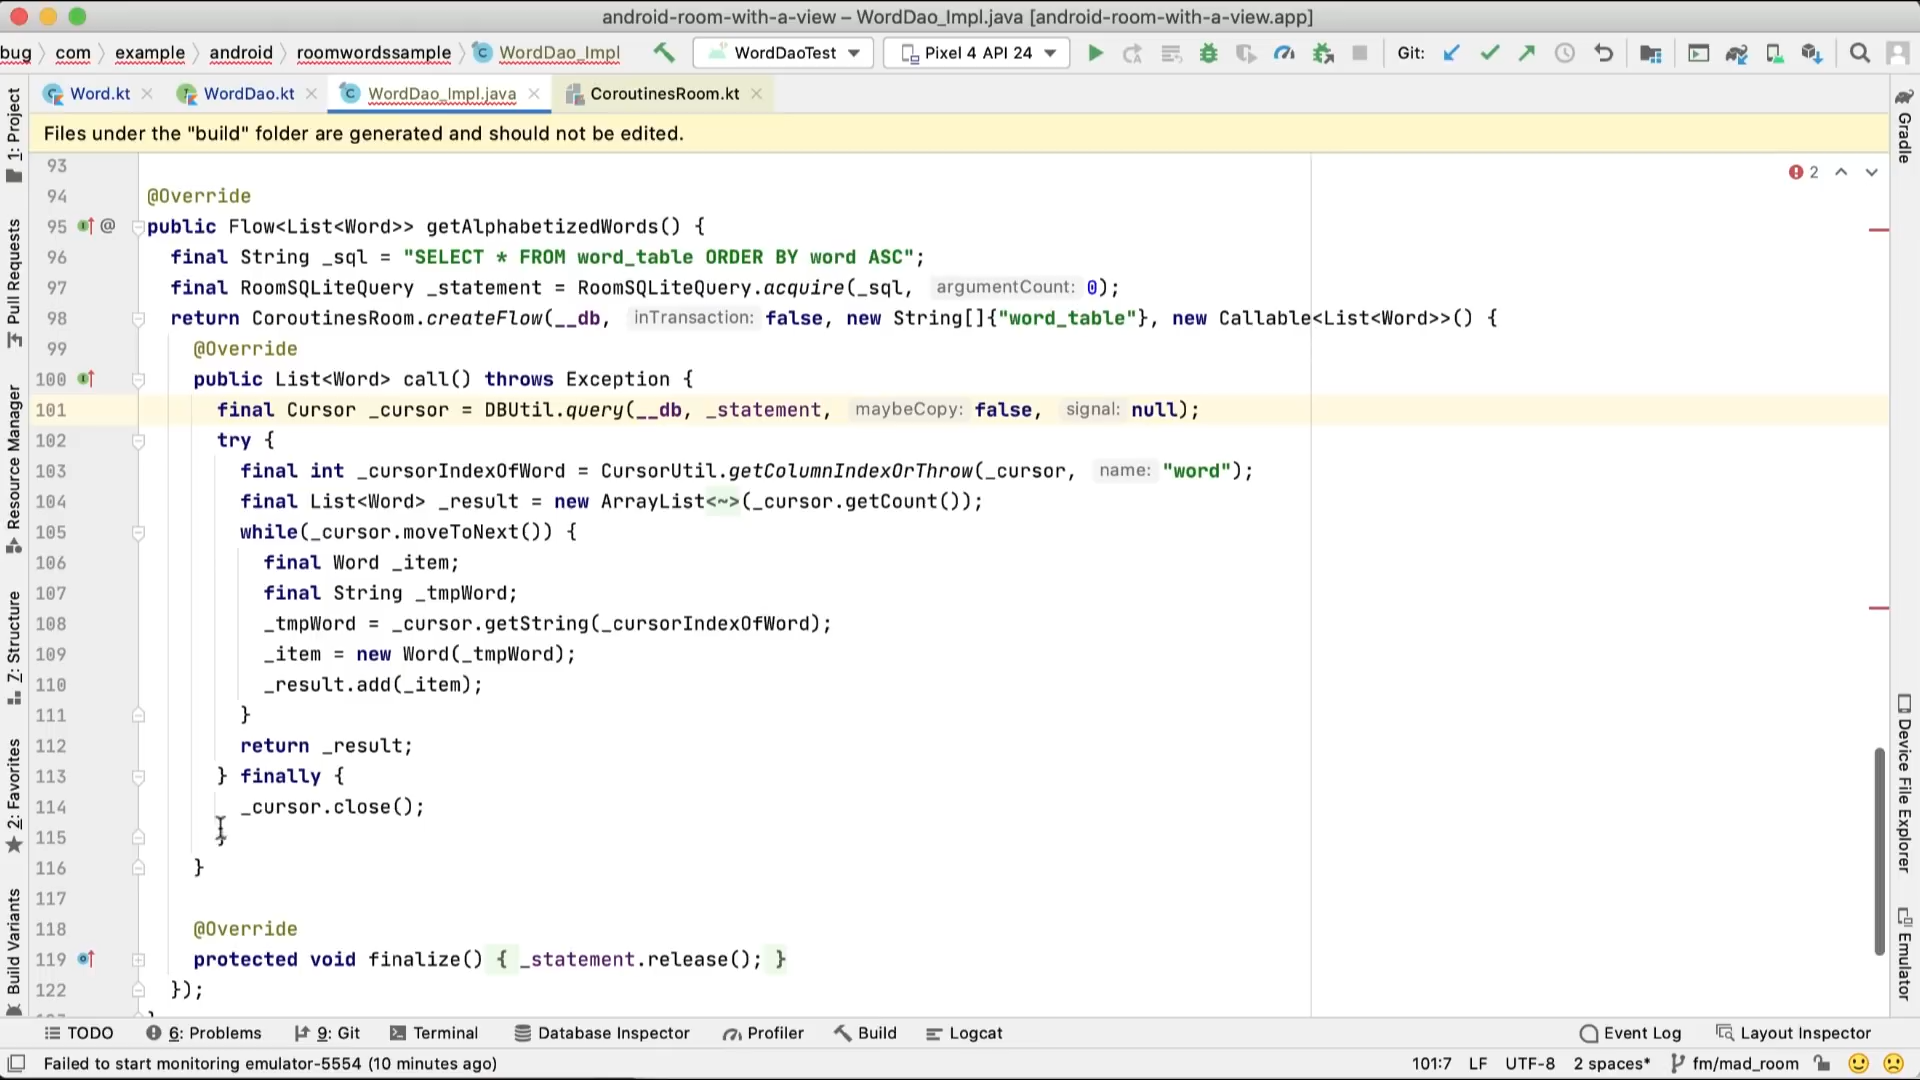 android-room-with-a-view – WordDao_Impl.java [android-room-with-a-view.app]
bug com example android roomwordssample WordDao_Impl WordDaoTest Pixel 4 API 24 Git:
Word.kt WordDao.kt WordDao_Impl.java CoroutinesRoom.kt
Files under the "build" folder are generated and should not be edited.
93
94 @Override
95 public Flow<List<Word>> getAlphabetizedWords() {
96 final String _sql = "SELECT * FROM word_table ORDER BY word ASC";
97 final RoomSQLiteQuery _statement = RoomSQLiteQuery.acquire(_sql, argumentCount: 0);
98 return CoroutinesRoom.createFlow(__db, inTransaction: false, new String[]{"word_table"}, new Callable<List<Word>>() {
99 @Override
100 public List<Word> call() throws Exception {
101 final Cursor _cursor = DBUtil.query(__db, _statement, maybeCopy: false, signal: null);
102 try {
103 final int _cursorIndexOfWord = CursorUtil.getColumnIndexOrThrow(_cursor, name: "word");
104 final List<Word> _result = new ArrayList<~>(_cursor.getCount());
105 while(_cursor.moveToNext()) {
106 final Word _item;
107 final String _tmpWord;
108 _tmpWord = _cursor.getString(_cursorIndexOfWord);
109 _item = new Word(_tmpWord);
110 _result.add(_item);
111 }
112 return _result;
113 } finally {
114 _cursor.close();
115 }
116 }
117
118 @Override
119 protected void finalize() { _statement.release(); }
122 });
2
1: Project
Pull Requests
Resource Manager
7: Structure
2: Favorites
Build Variants
Gradle
Device File Explorer
Emulator
TODO 6: Problems 9: Git Terminal Database Inspector Profiler Build Logcat Event Log Layout Inspector
Failed to start monitoring emulator-5554 (10 minutes ago) 101:7 LF UTF-8 2 spaces* fm/mad_room